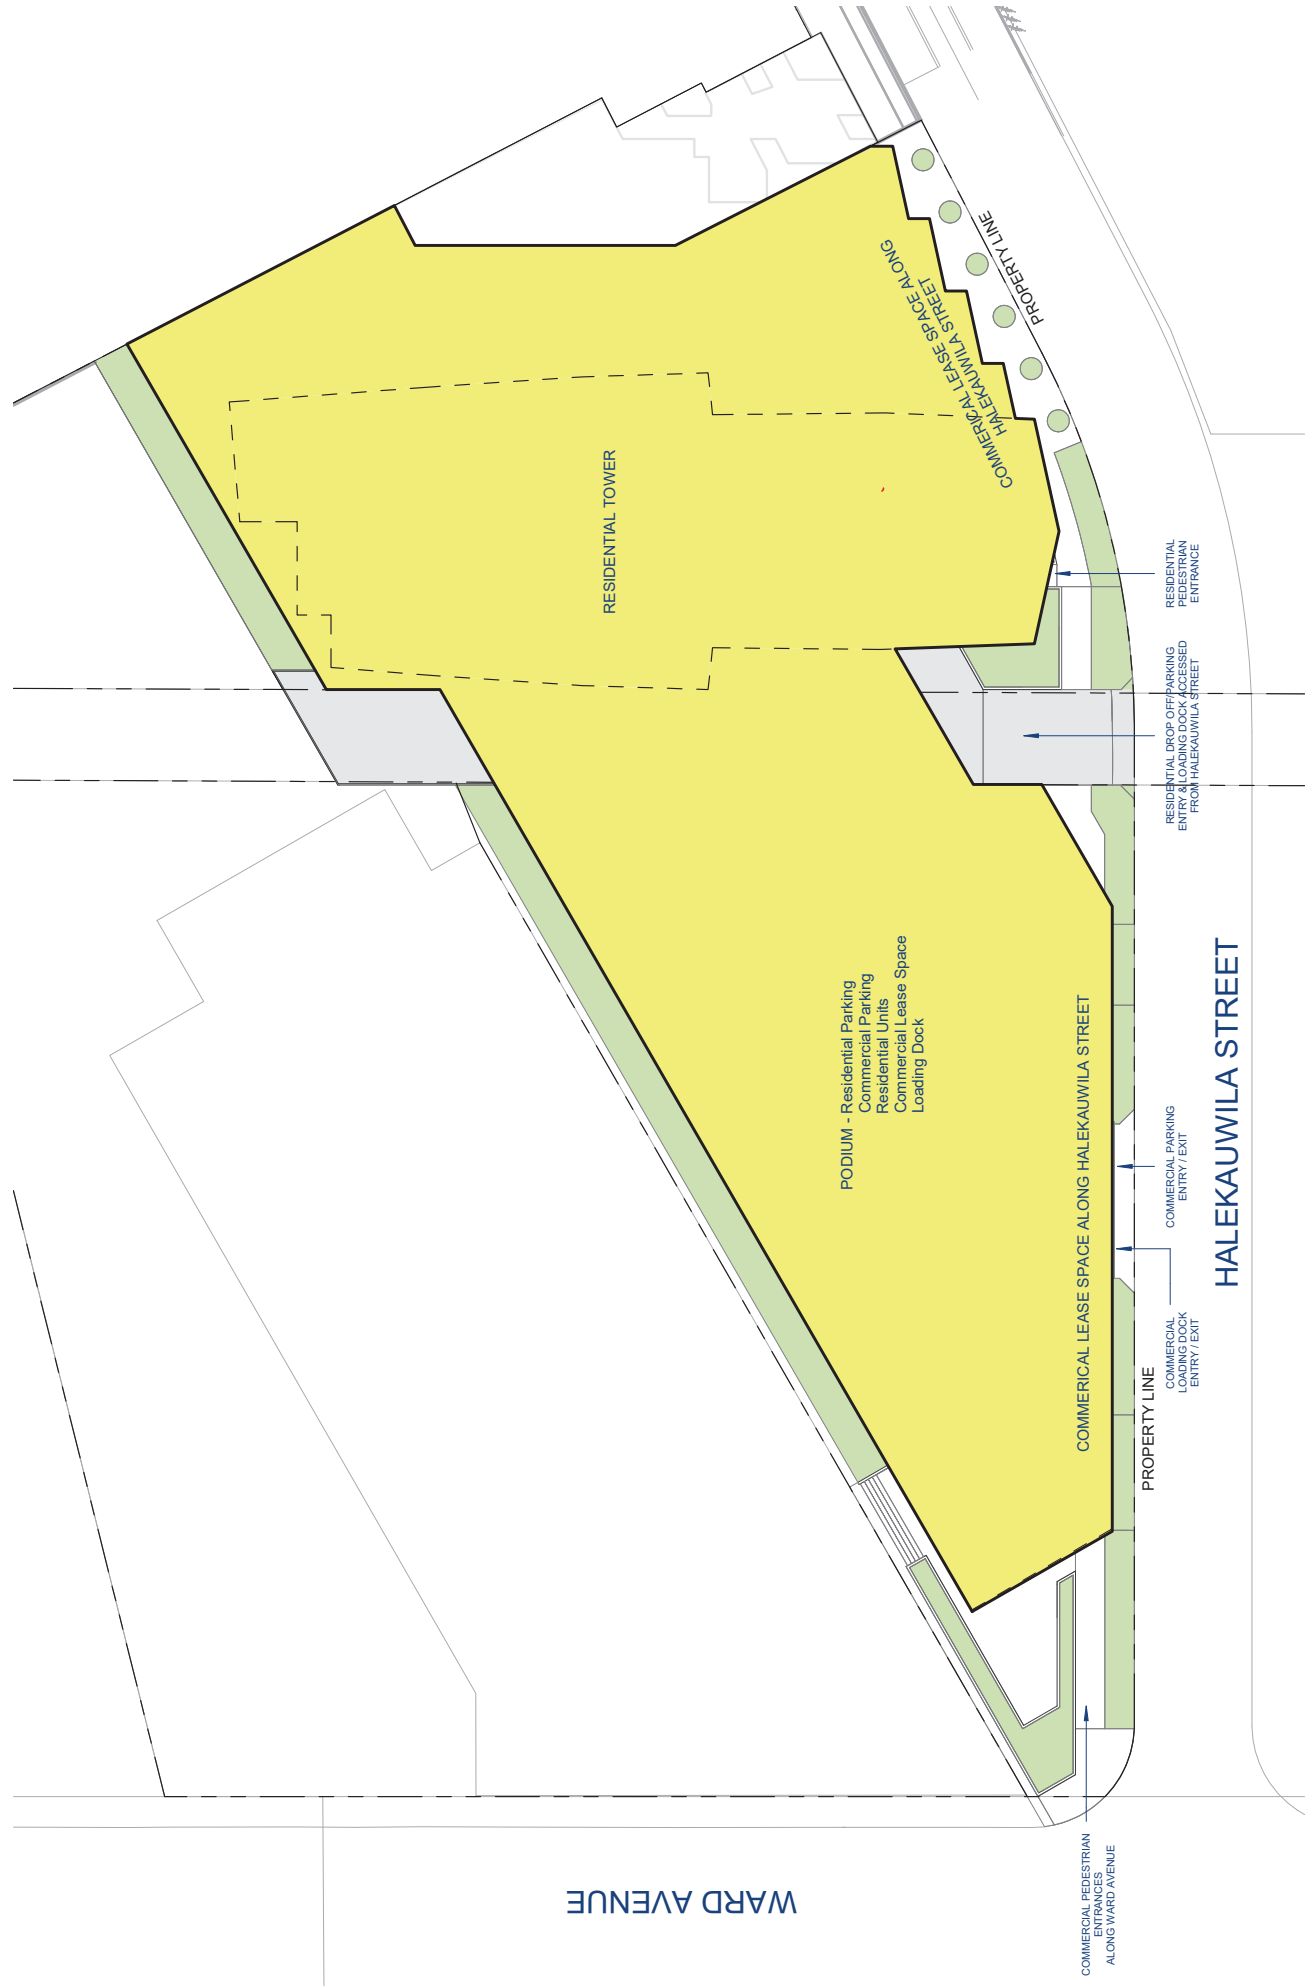 COMMERICAL LEASE SPACE ALONG
HALEKAUWILA STREET
PROPERTY LINE
RESIDENTIAL TOWER
RESIDENTIAL
PEDESTRIAN
ENTRANCE
RESIDENTIAL DROP OFF/PARKING
ENTRY & LOADING DOCK ACCESSED
FROM HALEKAUWILA STREET
PODIUM - Residential Parking
Commercial Parking
Residential Units
Commercial Lease Space
Loading Dock
COMMERICAL LEASE SPACE ALONG HALEKAUWILA STREET
COMMERCIAL PARKING
ENTRY / EXIT
COMMERCIAL
LOADING DOCK
ENTRY / EXIT
HALEKAUWILA STREET
PROPERTY LINE
COMMERCIAL PEDESTRIAN
ENTRANCES
ALONG WARD AVENUE
WARD AVENUE